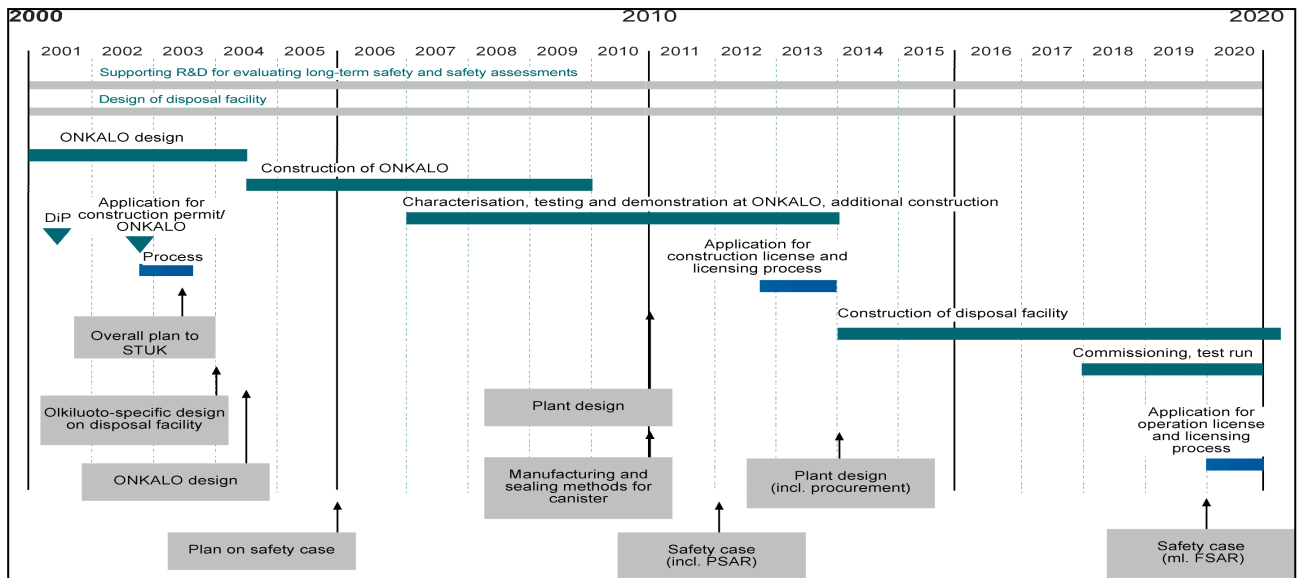 2000 2010 2020
2001 2002 2003 2004 2005 2006 2007 2008 2009 2010 2011 2012 2013 2014 2015 2016 2017 2018 2019 2020
Supporting R&D for evaluating long-term safety and safety assessments
Design of disposal facility
ONKALO design
Construction of ONKALO
Characterisation, testing and demonstration at ONKALO, additional construction
DiP
Application for
construction permit/
ONKALO
Process
Application for
construction license and
licensing process
Construction of disposal facility
Commissioning, test run
Overall plan to
STUK
Olkiluoto-specific design
on disposal facility
ONKALO design
Plan on safety case
Plant design
Manufacturing and
sealing methods for
canister
Safety case
(incl. PSAR)
Plant design
(incl. procurement)
Application for
operation license
and licensing
process
Safety case
(ml. FSAR)